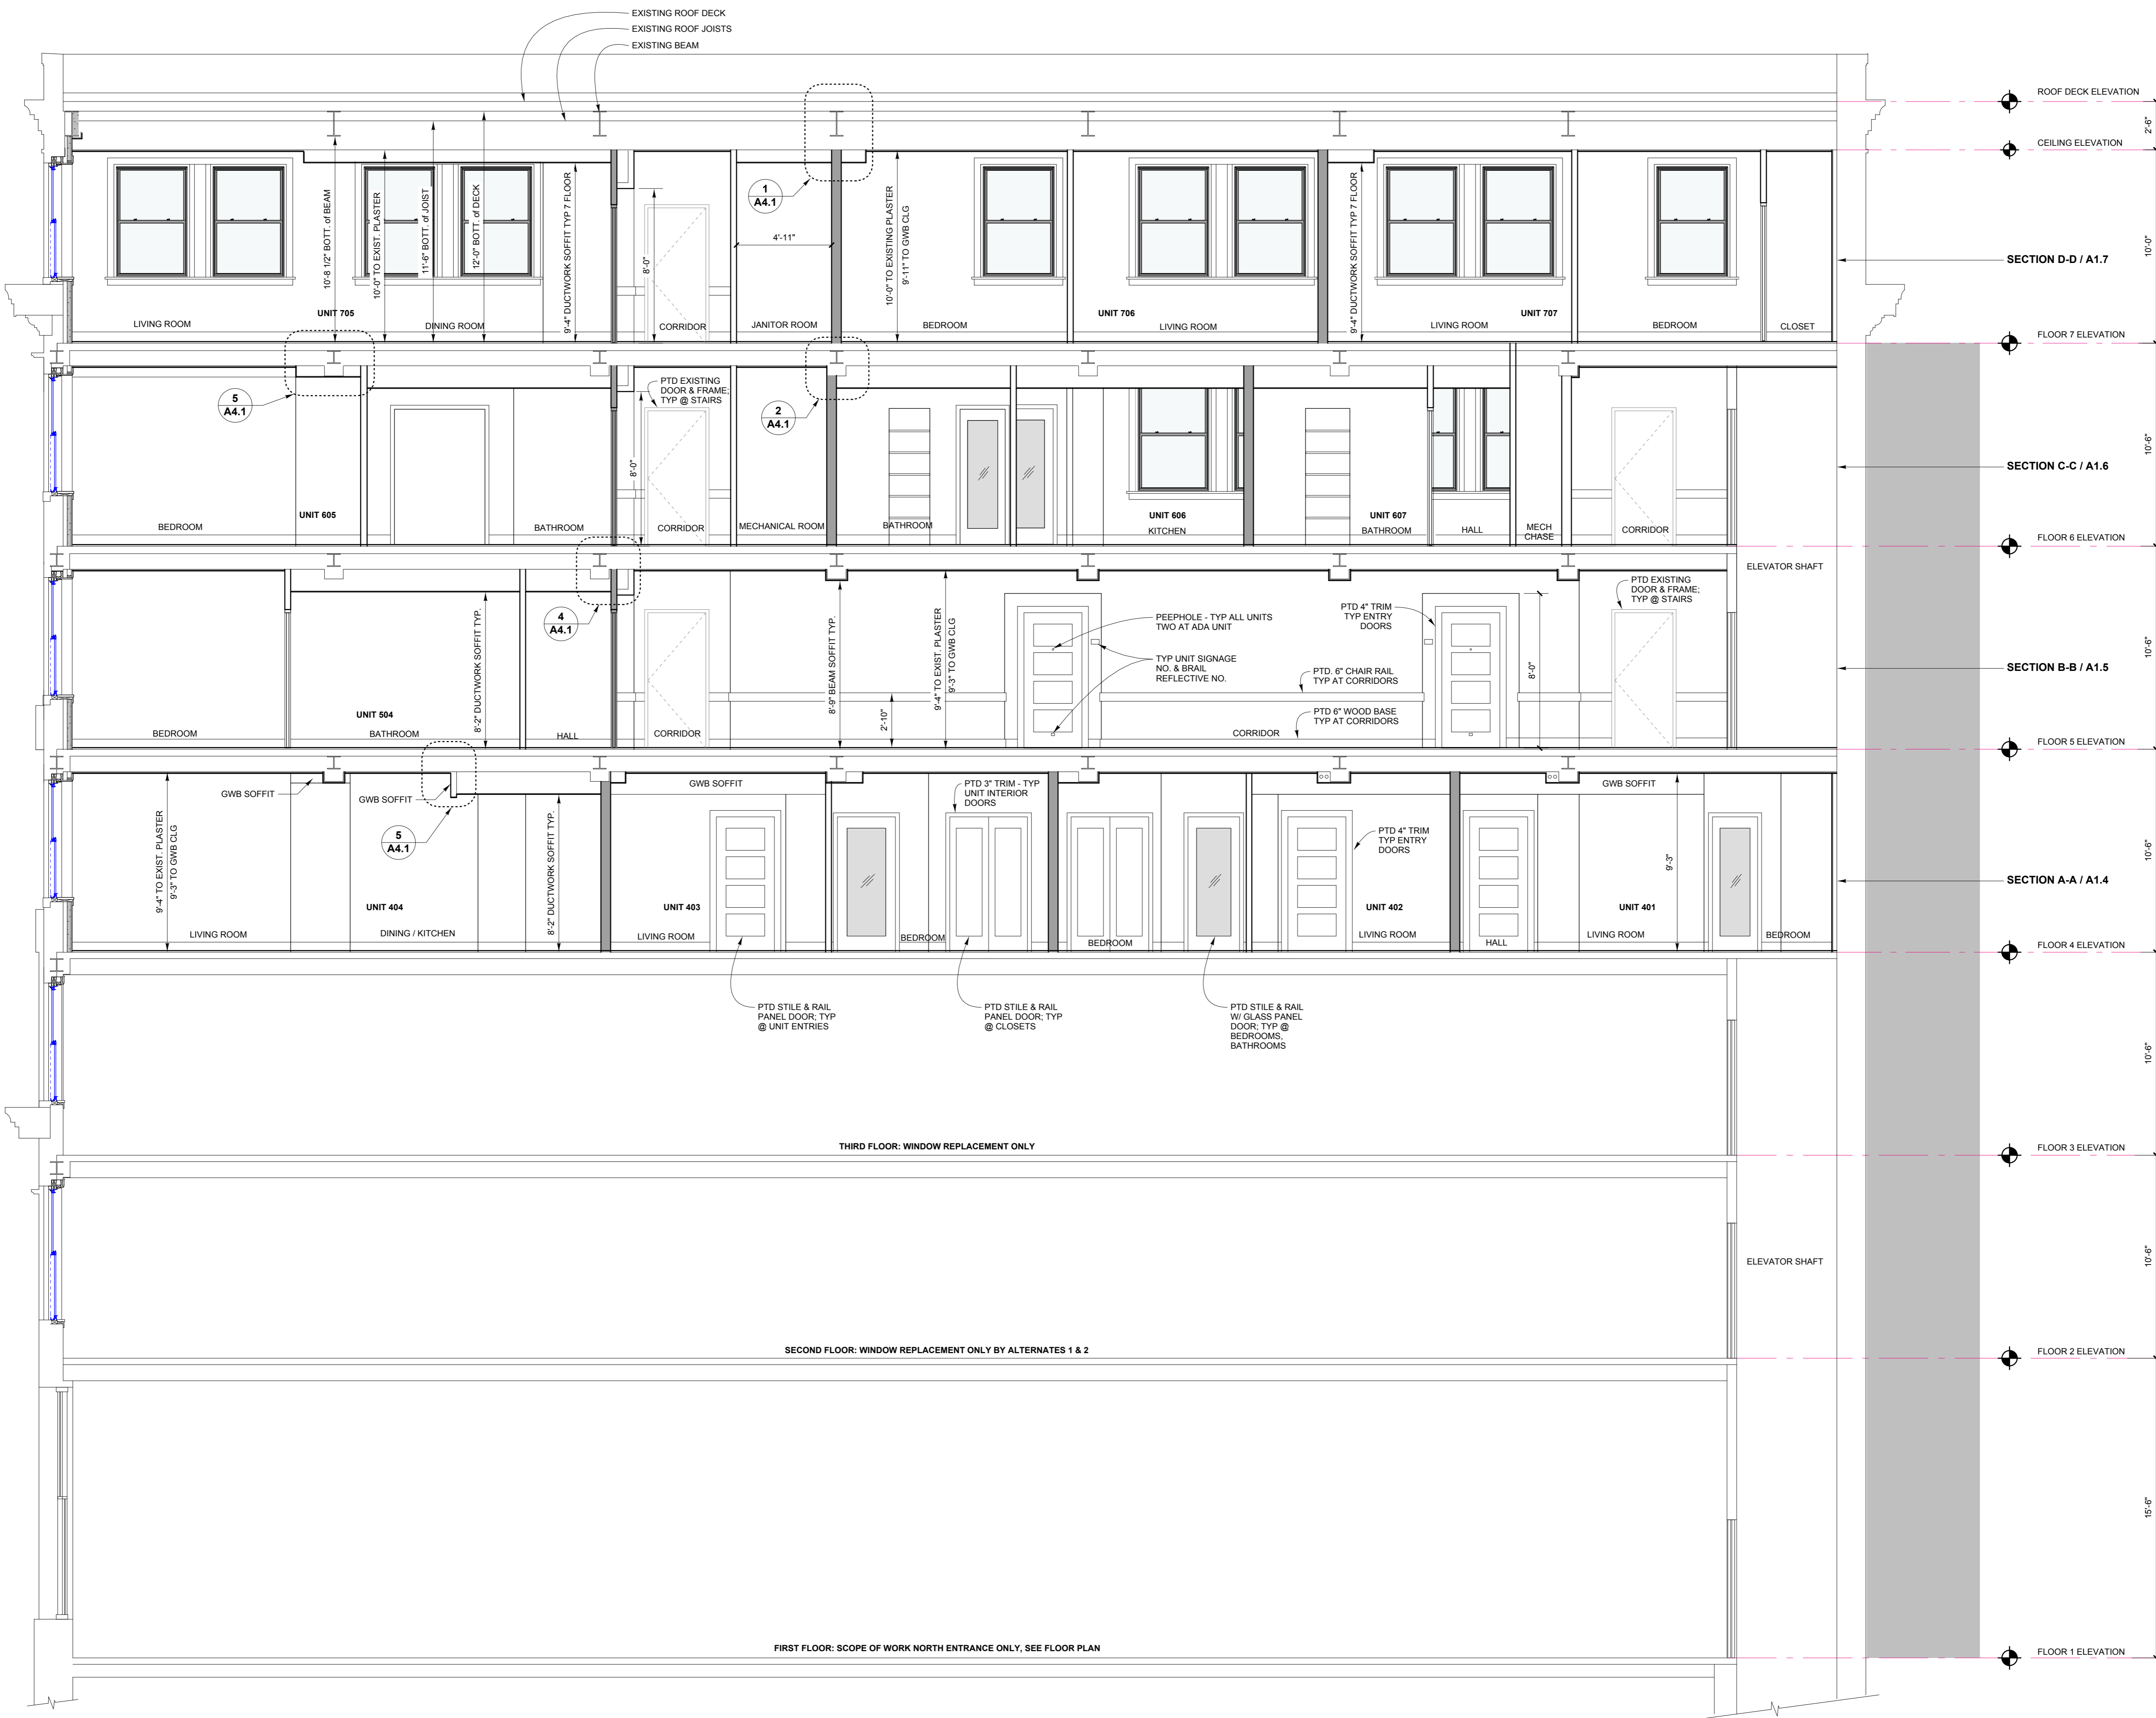 EXISTING ROOF DECK
EXISTING ROOF JOISTS
EXISTING BEAM
ROOF DECK ELEVATION
2'-6"
CEILING ELEVATION
1
A4.1
10'-8 1/2" BOTT. of BEAM
10'-0" TO EXIST. PLASTER
11'-6" BOTT. of JOIST
12'-0" BOTT. of DECK
9'-4" DUCTWORK SOFFIT TYP 7 FLOOR
8'-0"
4'-11"
10'-0" TO EXISTING PLASTER
9'-11" TO GWB CLG
9'-4" DUCTWORK SOFFIT TYP 7 FLOOR
10'-0"
SECTION D-D / A1.7
UNIT 705
UNIT 706
UNIT 707
LIVING ROOM
DINING ROOM
CORRIDOR
JANITOR ROOM
BEDROOM
LIVING ROOM
LIVING ROOM
BEDROOM
CLOSET
FLOOR 7 ELEVATION
5
A4.1
PTD EXISTING
DOOR & FRAME;
TYP @ STAIRS
2
A4.1
8'-0"
10'-6"
SECTION C-C / A1.6
UNIT 605
UNIT 606
UNIT 607
BEDROOM
BATHROOM
CORRIDOR
MECHANICAL ROOM
BATHROOM
KITCHEN
BATHROOM
HALL
MECH
CHASE
CORRIDOR
FLOOR 6 ELEVATION
ELEVATOR SHAFT
4
A4.1
8'-2" DUCTWORK SOFFIT TYP.
8'-9" BEAM SOFFIT TYP.
2'-10"
9'-4" TO EXIST. PLASTER
9'-3" TO GWB CLG
PEEPHOLE - TYP ALL UNITS
TWO AT ADA UNIT
TYP UNIT SIGNAGE
NO. & BRAIL
REFLECTIVE NO.
PTD 4" TRIM
TYP ENTRY
DOORS
PTD. 6" CHAIR RAIL
TYP AT CORRIDORS
PTD 6" WOOD BASE
TYP AT CORRIDORS
8'-0"
PTD EXISTING
DOOR & FRAME;
TYP @ STAIRS
10'-6"
SECTION B-B / A1.5
UNIT 504
BEDROOM
BATHROOM
HALL
CORRIDOR
CORRIDOR
FLOOR 5 ELEVATION
GWB SOFFIT
GWB SOFFIT
5
A4.1
9'-4" TO EXIST. PLASTER
9'-3" TO GWB CLG
8'-2" DUCTWORK SOFFIT TYP.
GWB SOFFIT
PTD 3" TRIM - TYP
UNIT INTERIOR
DOORS
PTD 4" TRIM
TYP ENTRY
DOORS
GWB SOFFIT
9'-3"
10'-6"
SECTION A-A / A1.4
UNIT 404
UNIT 403
UNIT 402
UNIT 401
LIVING ROOM
DINING / KITCHEN
LIVING ROOM
BEDROOM
BEDROOM
LIVING ROOM
HALL
LIVING ROOM
BEDROOM
FLOOR 4 ELEVATION
PTD STILE & RAIL
PANEL DOOR; TYP
@ UNIT ENTRIES
PTD STILE & RAIL
PANEL DOOR; TYP
@ CLOSETS
PTD STILE & RAIL
W/ GLASS PANEL
DOOR; TYP @
BEDROOMS,
BATHROOMS
10'-6"
THIRD FLOOR: WINDOW REPLACEMENT ONLY
FLOOR 3 ELEVATION
10'-6"
ELEVATOR SHAFT
SECOND FLOOR: WINDOW REPLACEMENT ONLY BY ALTERNATES 1 & 2
FLOOR 2 ELEVATION
15'-6"
FIRST FLOOR: SCOPE OF WORK NORTH ENTRANCE ONLY, SEE FLOOR PLAN
FLOOR 1 ELEVATION